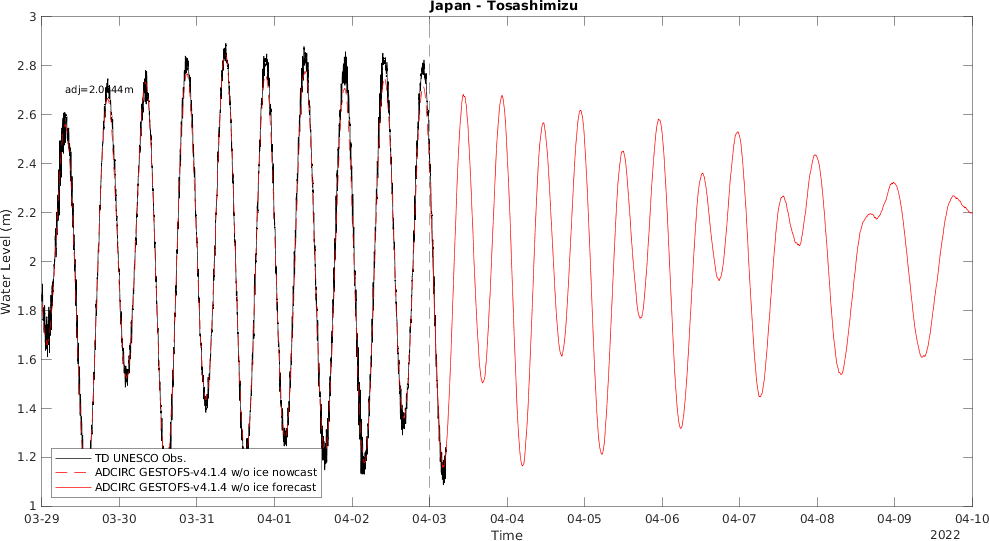 Japan - Tosashimizu
3
2.8
2.6
2.4
2.2
2
1.8
1.6
1.4
1.2
1
Water Level (m)
TD UNESCO Obs.
ADCIRC GESTOFS-v4.1.4 w/o ice nowcast
ADCIRC GESTOFS-v4.1.4 w/o ice forecast
03-29 03-30 03-31 04-01 04-02 04-03 04-04 04-05 04-06 04-07 04-08 04-09 04-10
Time
2022